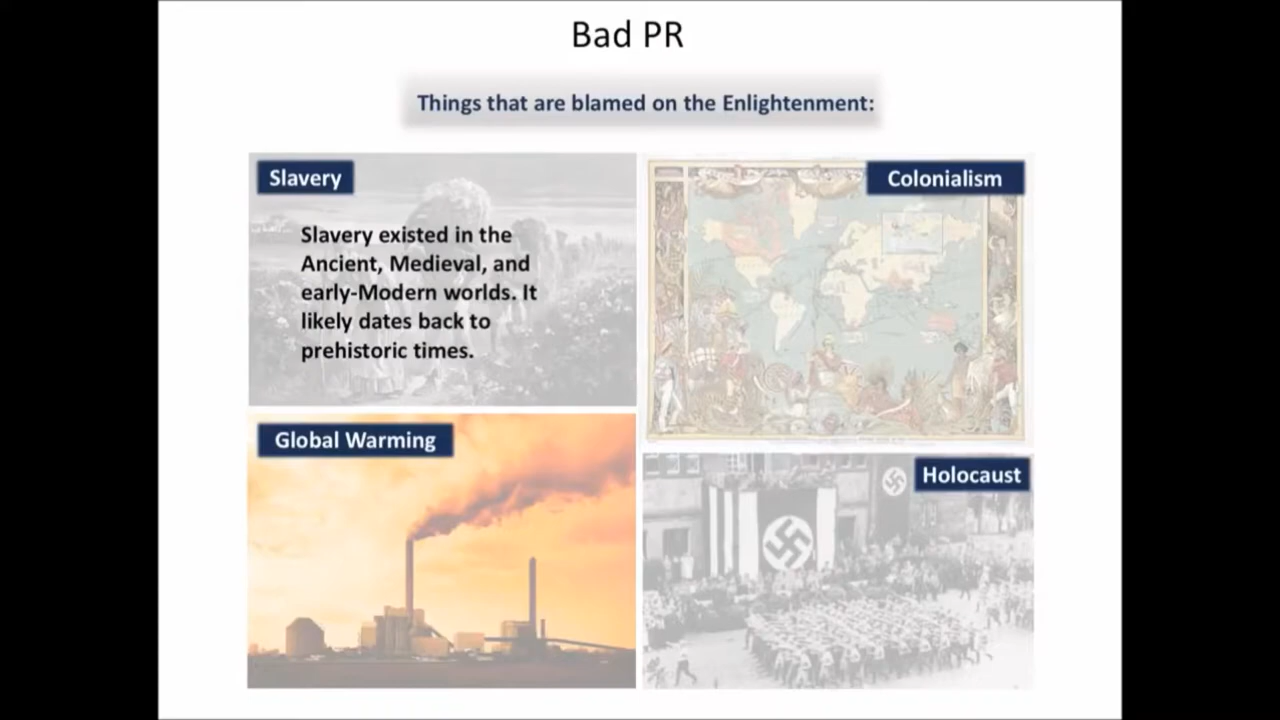 Bad PR
Things that are blamed on the Enlightenment:
Slavery
Slavery existed in the
Ancient, Medieval, and
early-Modern worlds. It
likely dates back to
prehistoric times.
Colonialism
Global Warming
Holocaust